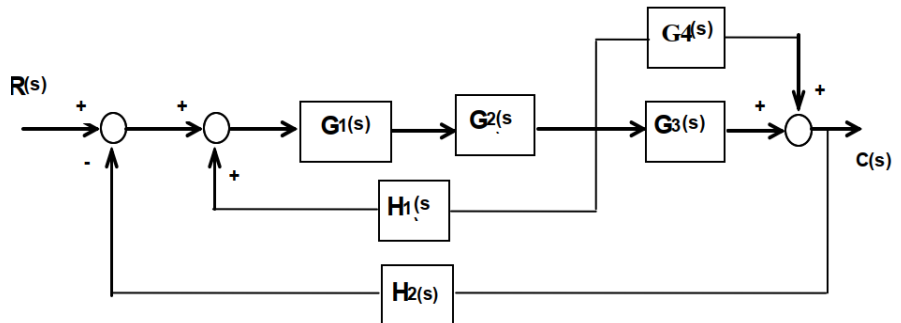 G4(s)
R(s)
+ + + +
G1(s) G2(s G3(s)
- + C(s)
H1(s
H2(s)